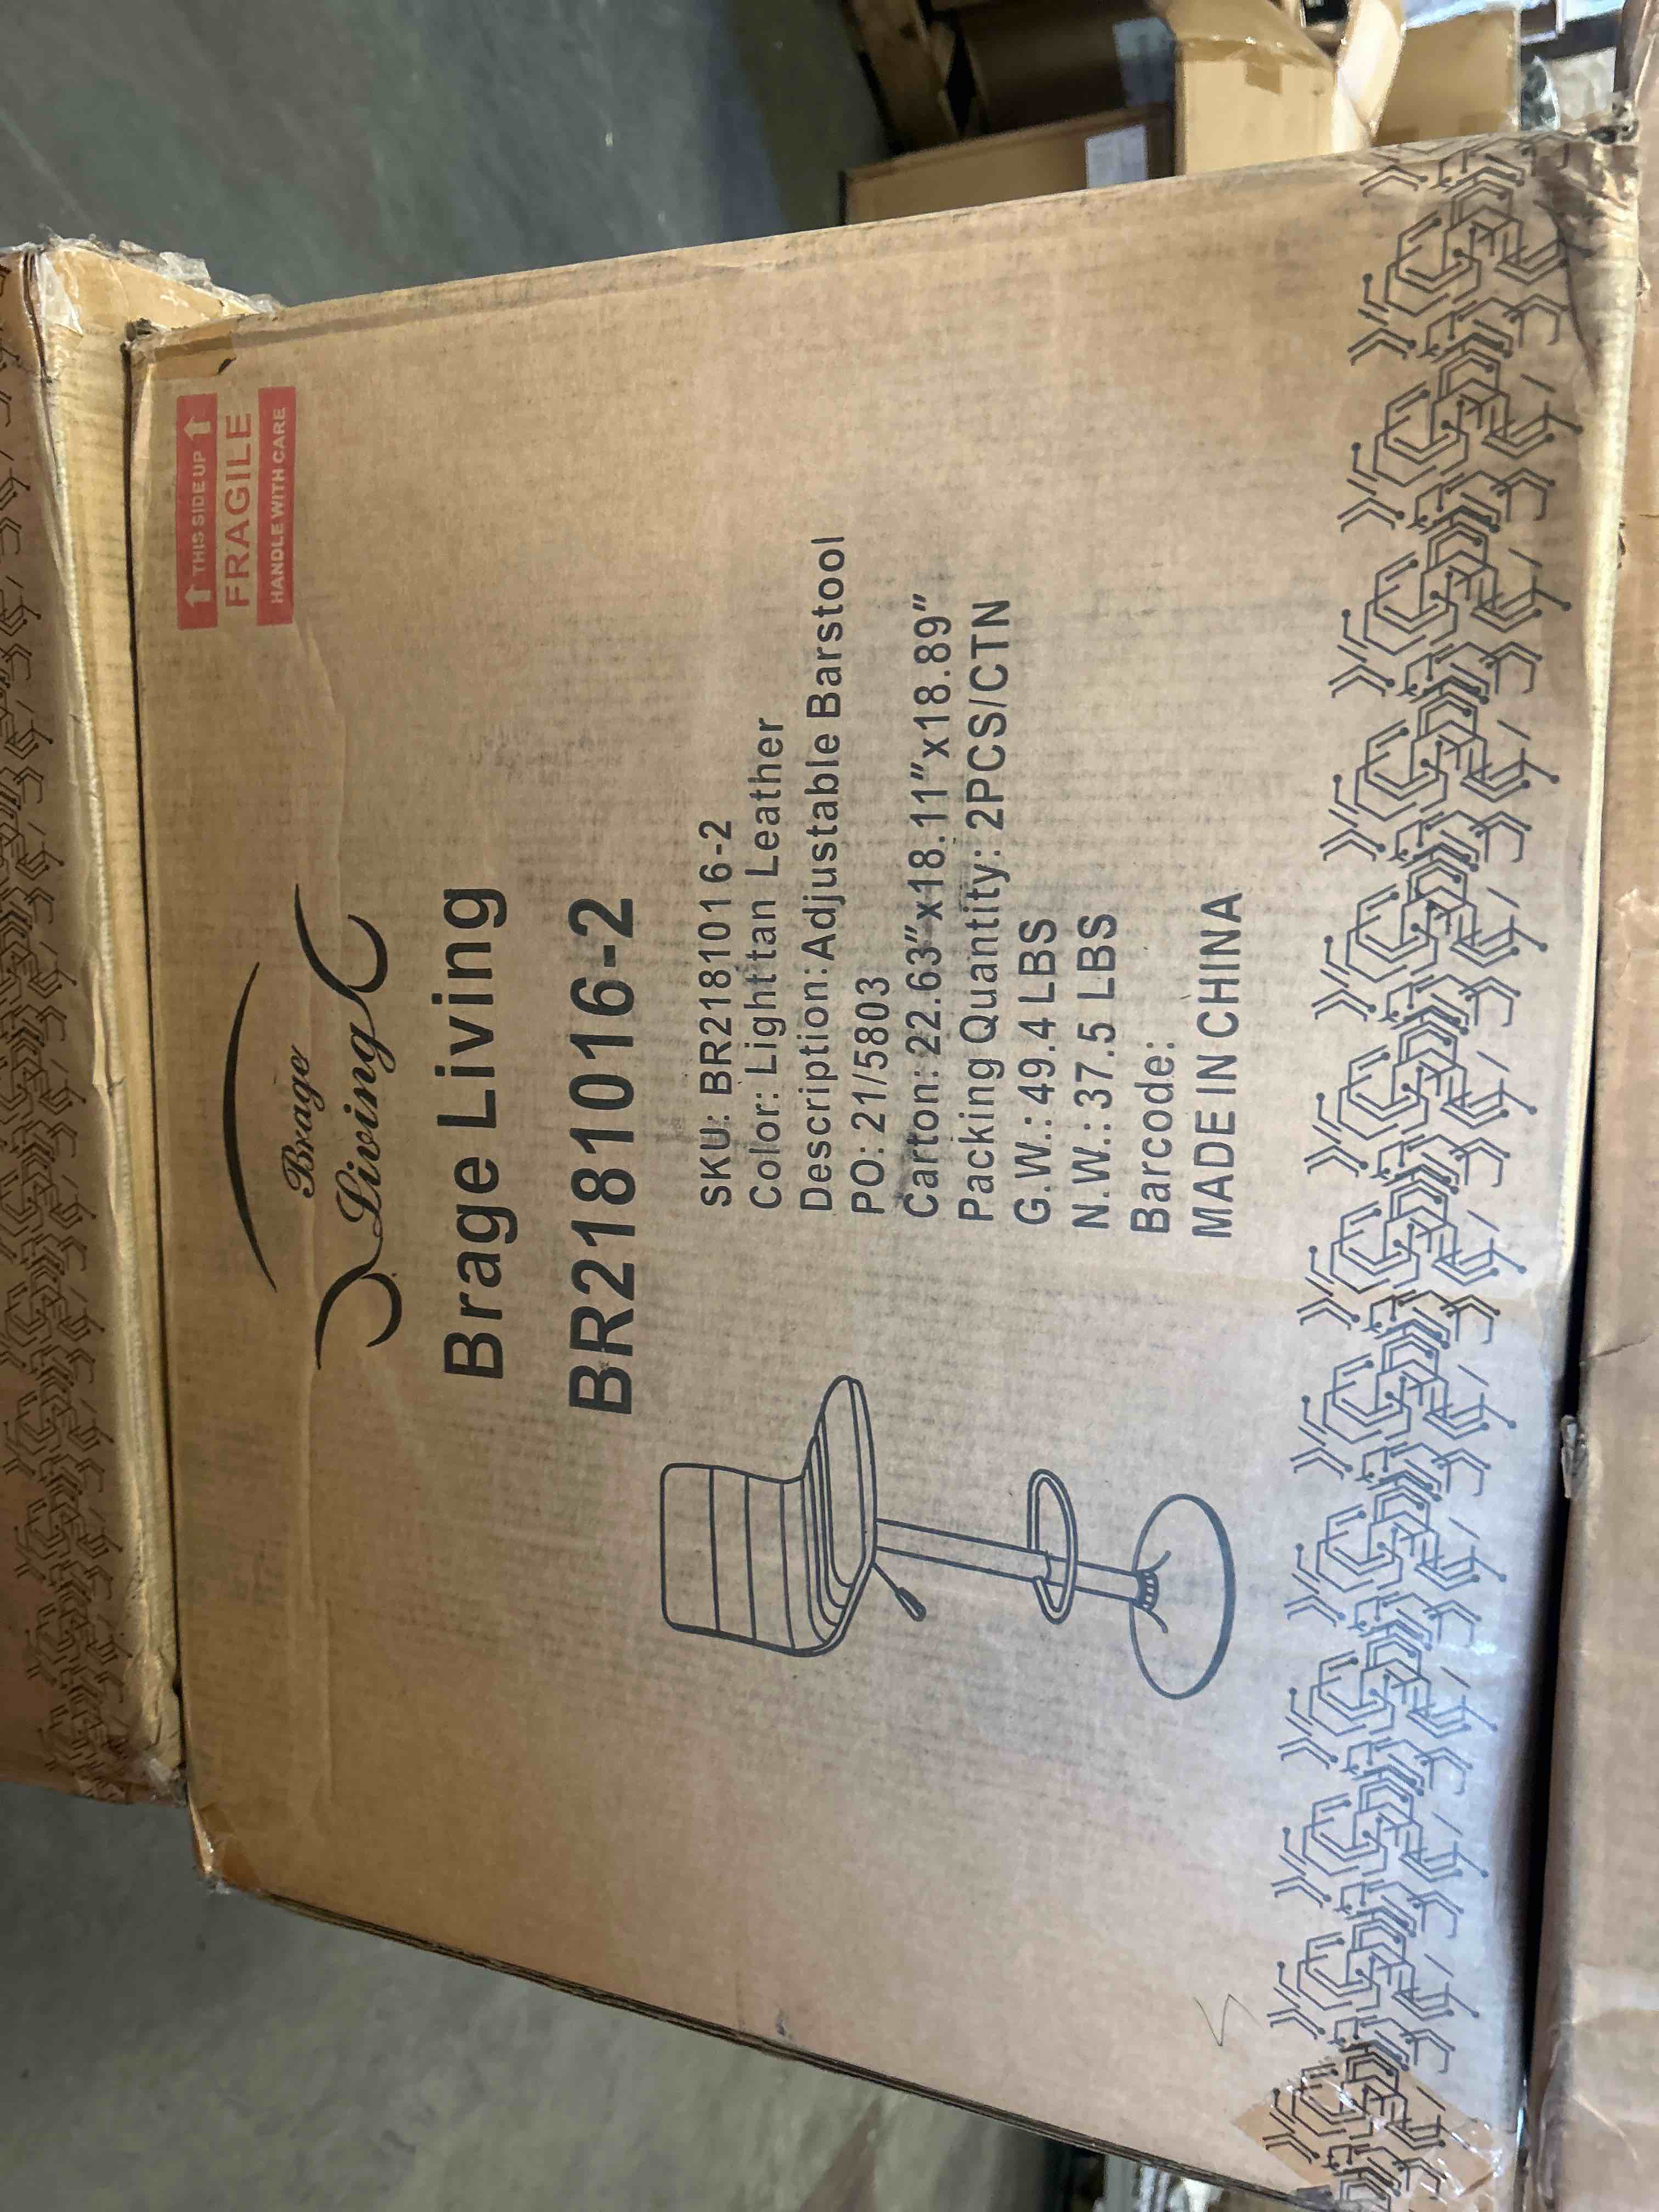 THIS SIDE UP
FRAGILE
HANDLE WITH CARE
Brage
Living
Brage Living
BR2181016-2
SKU: BR2181016-2
Color: Light tan Leather
Description: Adjustable Barstool
PO: 21/5803
Carton: 22.63"x18.11"x18.89"
Packing Quantity: 2PCS/CTN
G.W.: 49.4 LBS
N.W.: 37.5 LBS
Barcode:
MADE IN CHINA